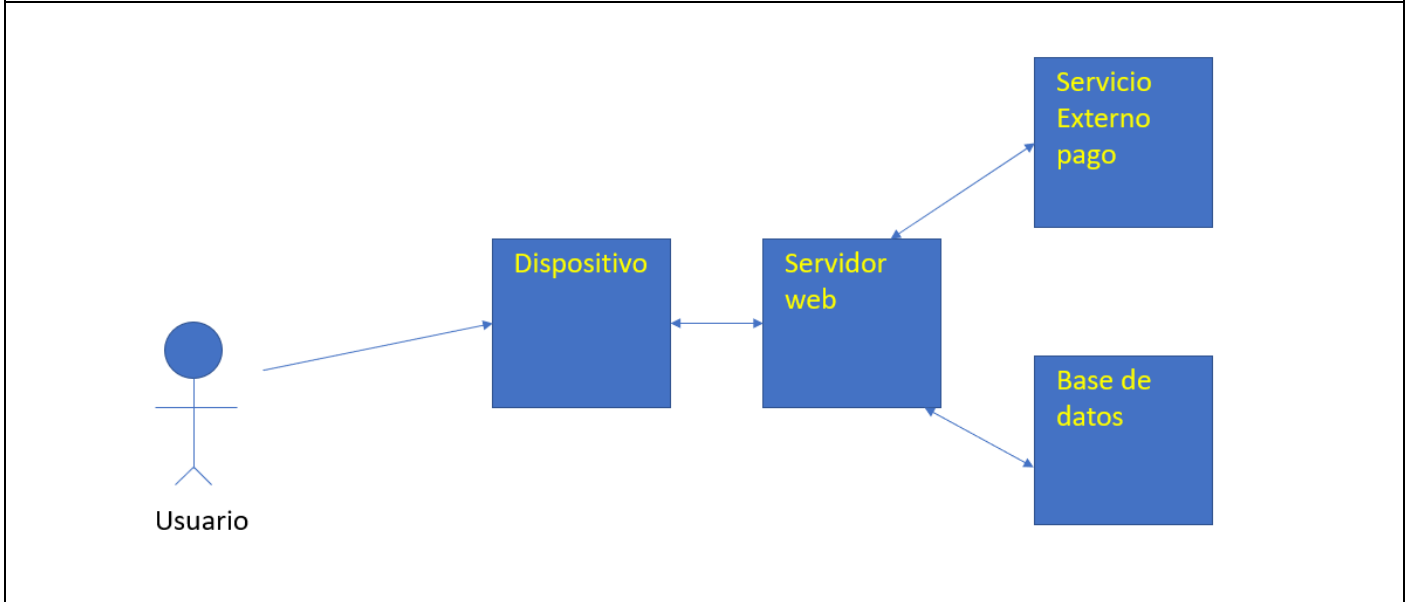 Servicio
Externo
pago
Dispositivo
Servidor
web
Base de
datos
Usuario